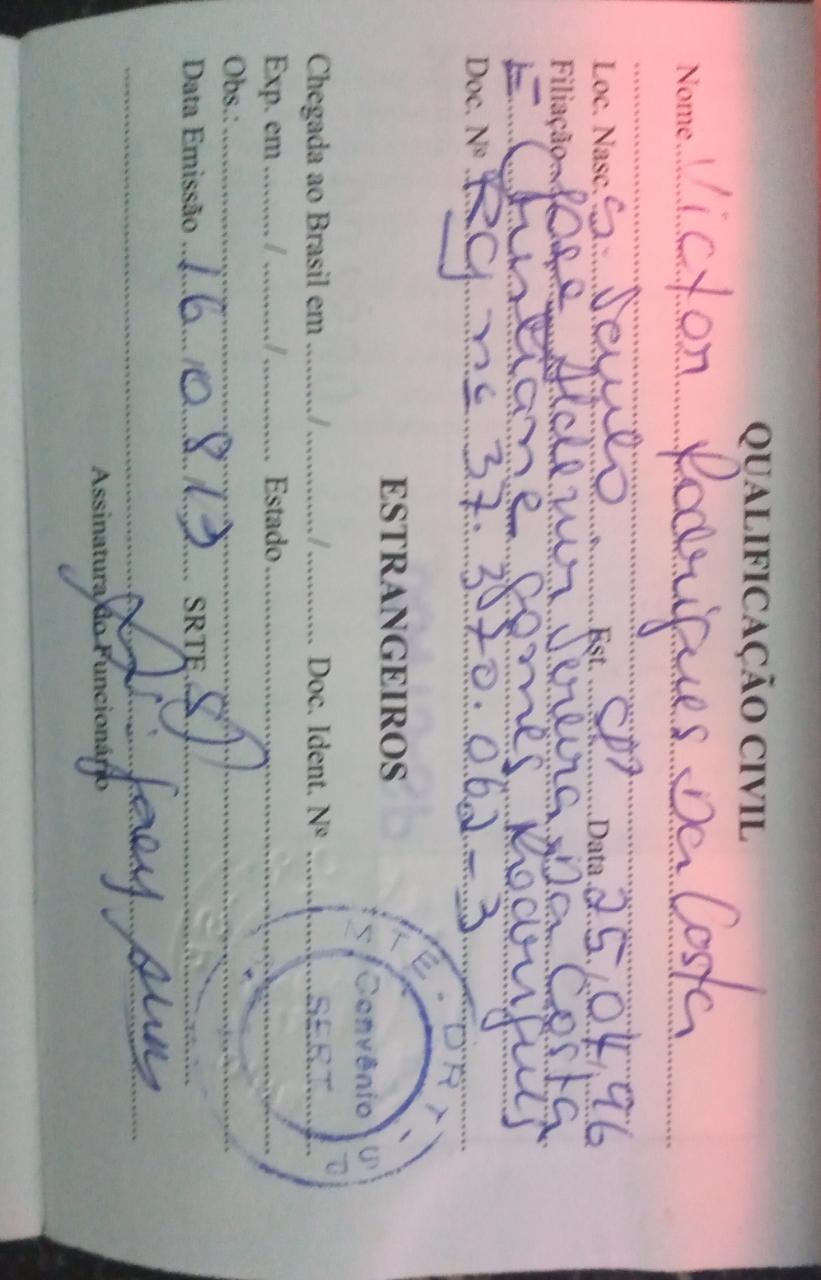 QUALIFICAÇÃO CIVIL
Nome Victor Rodrigues Da Costa
Loc. Nasc. S. Paulo. Est. SP Data 25/04/96
Filiação Jose Aldemir Pereira Da Costa
E Cristiane Gomes Rodrigues
Doc. Nº RG nº 37.370.062-3
ESTRANGEIROS
Chegada ao Brasil em ......../............/............ Doc. Ident. Nº
Exp. em ........./........../............. Estado
Obs.:
Data Emissão 16/08/13 SRTE SP
Assinatura do Funcionário
MTE - DRT - SP
Convênio
SERT